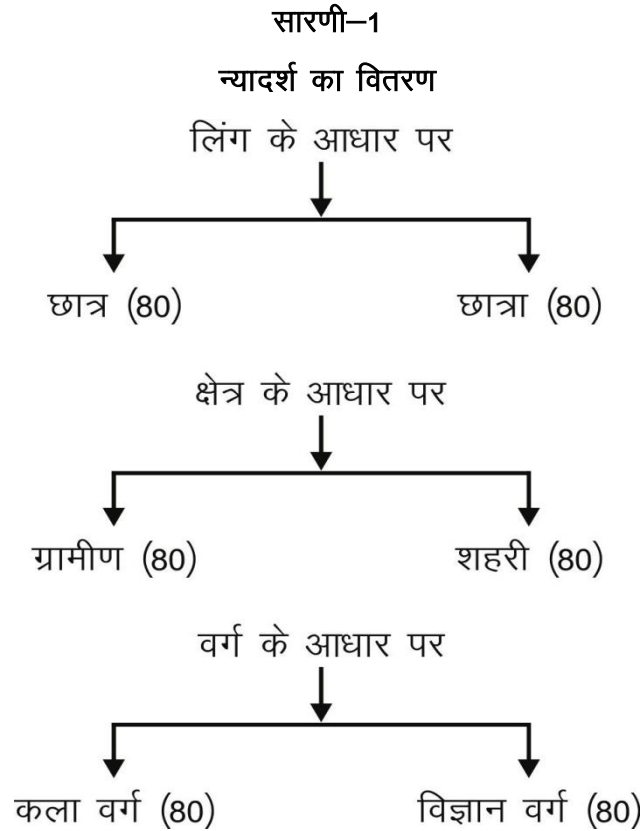 सारणी–1
न्यादर्श का वितरण
लिंग के आधार पर
छात्र (80) छात्रा (80)
क्षेत्र के आधार पर
ग्रामीण (80) शहरी (80)
वर्ग के आधार पर
कला वर्ग (80) विज्ञान वर्ग (80)